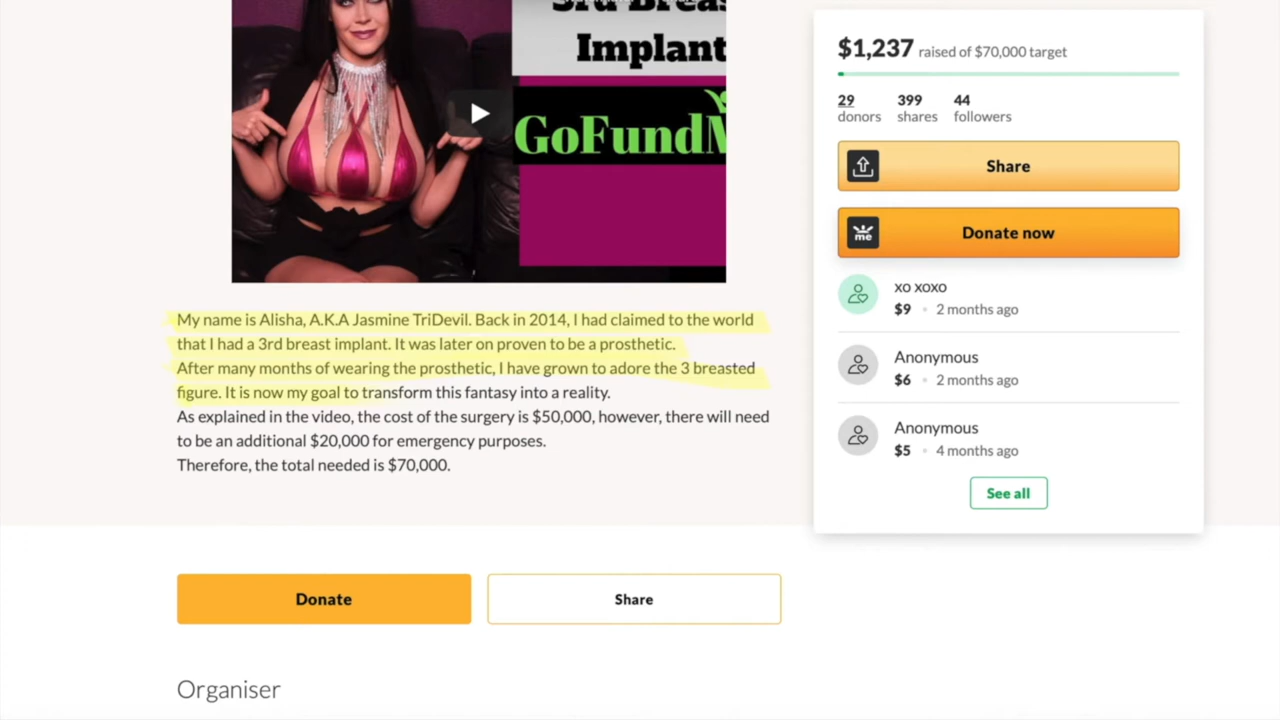 3rd Breas
Implant
GoFundM
$1,237 raised of $70,000 target
29 399 44
donors shares followers
Share
me Donate now
xo xoxo
$9 • 2 months ago
Anonymous
$6 • 2 months ago
Anonymous
$5 • 4 months ago
See all
My name is Alisha, A.K.A Jasmine TriDevil. Back in 2014, I had claimed to the world
that I had a 3rd breast implant. It was later on proven to be a prosthetic.
After many months of wearing the prosthetic, I have grown to adore the 3 breasted
figure. It is now my goal to transform this fantasy into a reality.
As explained in the video, the cost of the surgery is $50,000, however, there will need
to be an additional $20,000 for emergency purposes.
Therefore, the total needed is $70,000.
Donate
Share
Organiser